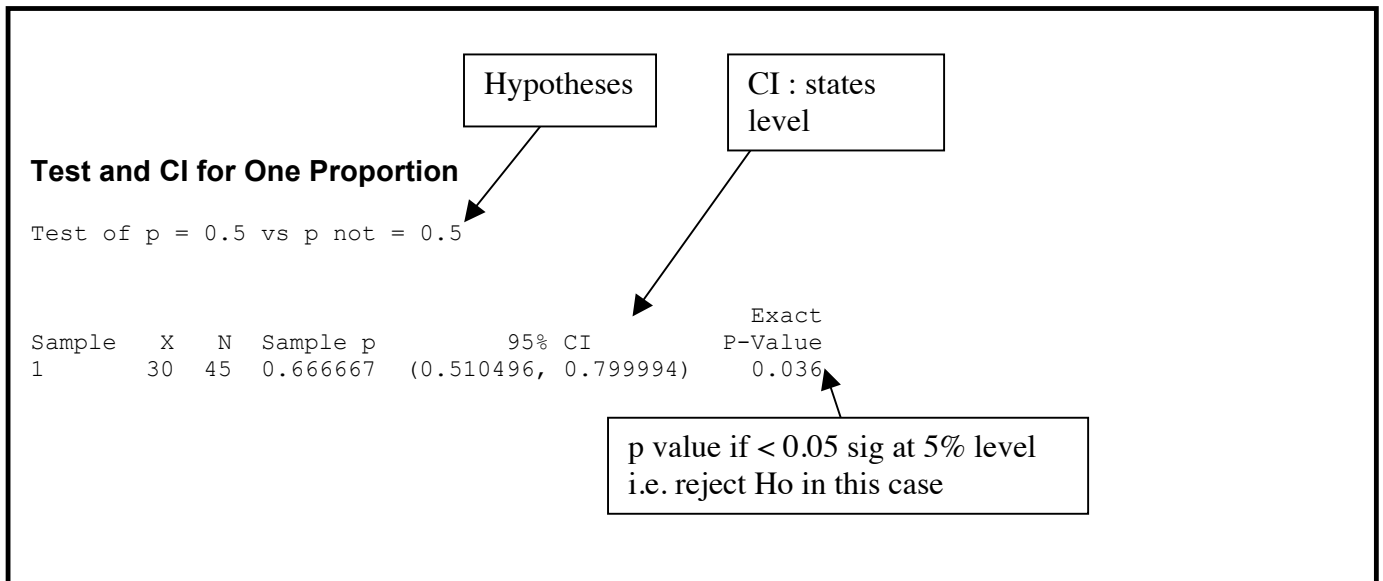 Hypotheses
CI : states
level
Test and CI for One Proportion
Test of p = 0.5 vs p not = 0.5
Exact
Sample X N Sample p 95% CI P-Value
1 30 45 0.666667 (0.510496, 0.799994) 0.036
p value if < 0.05 sig at 5% level
i.e. reject Ho in this case